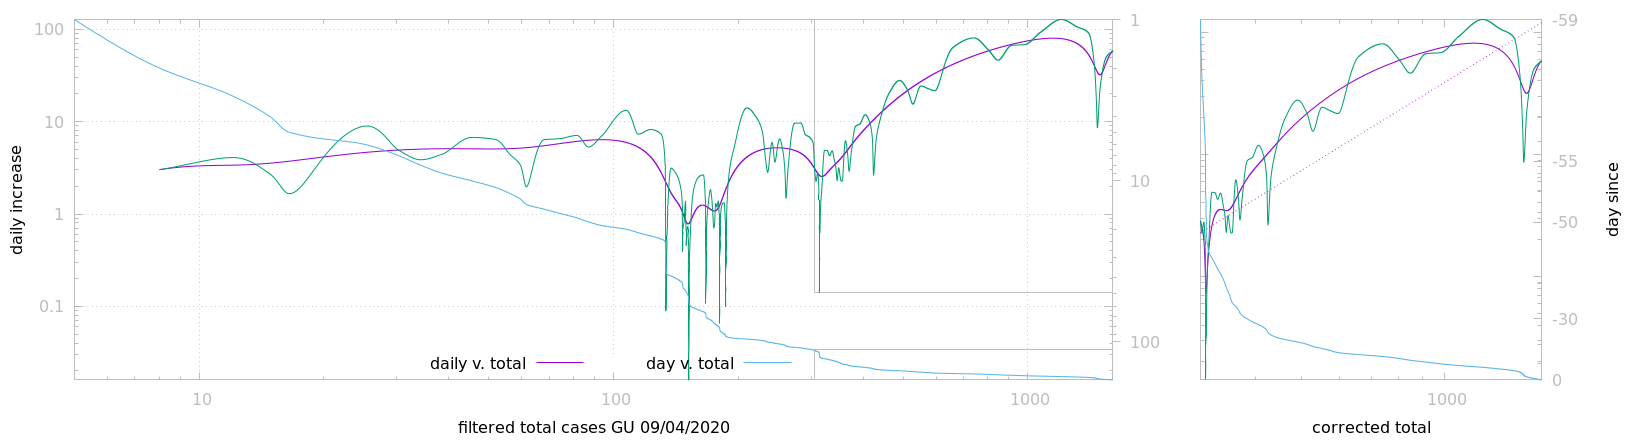 100
10
1
0.1
daily increase
10
100
1000
filtered total cases GU 09/04/2020
daily v. total
day v. total
1
10
100
1000
corrected total
-59
-55
-50
-30
0
day since